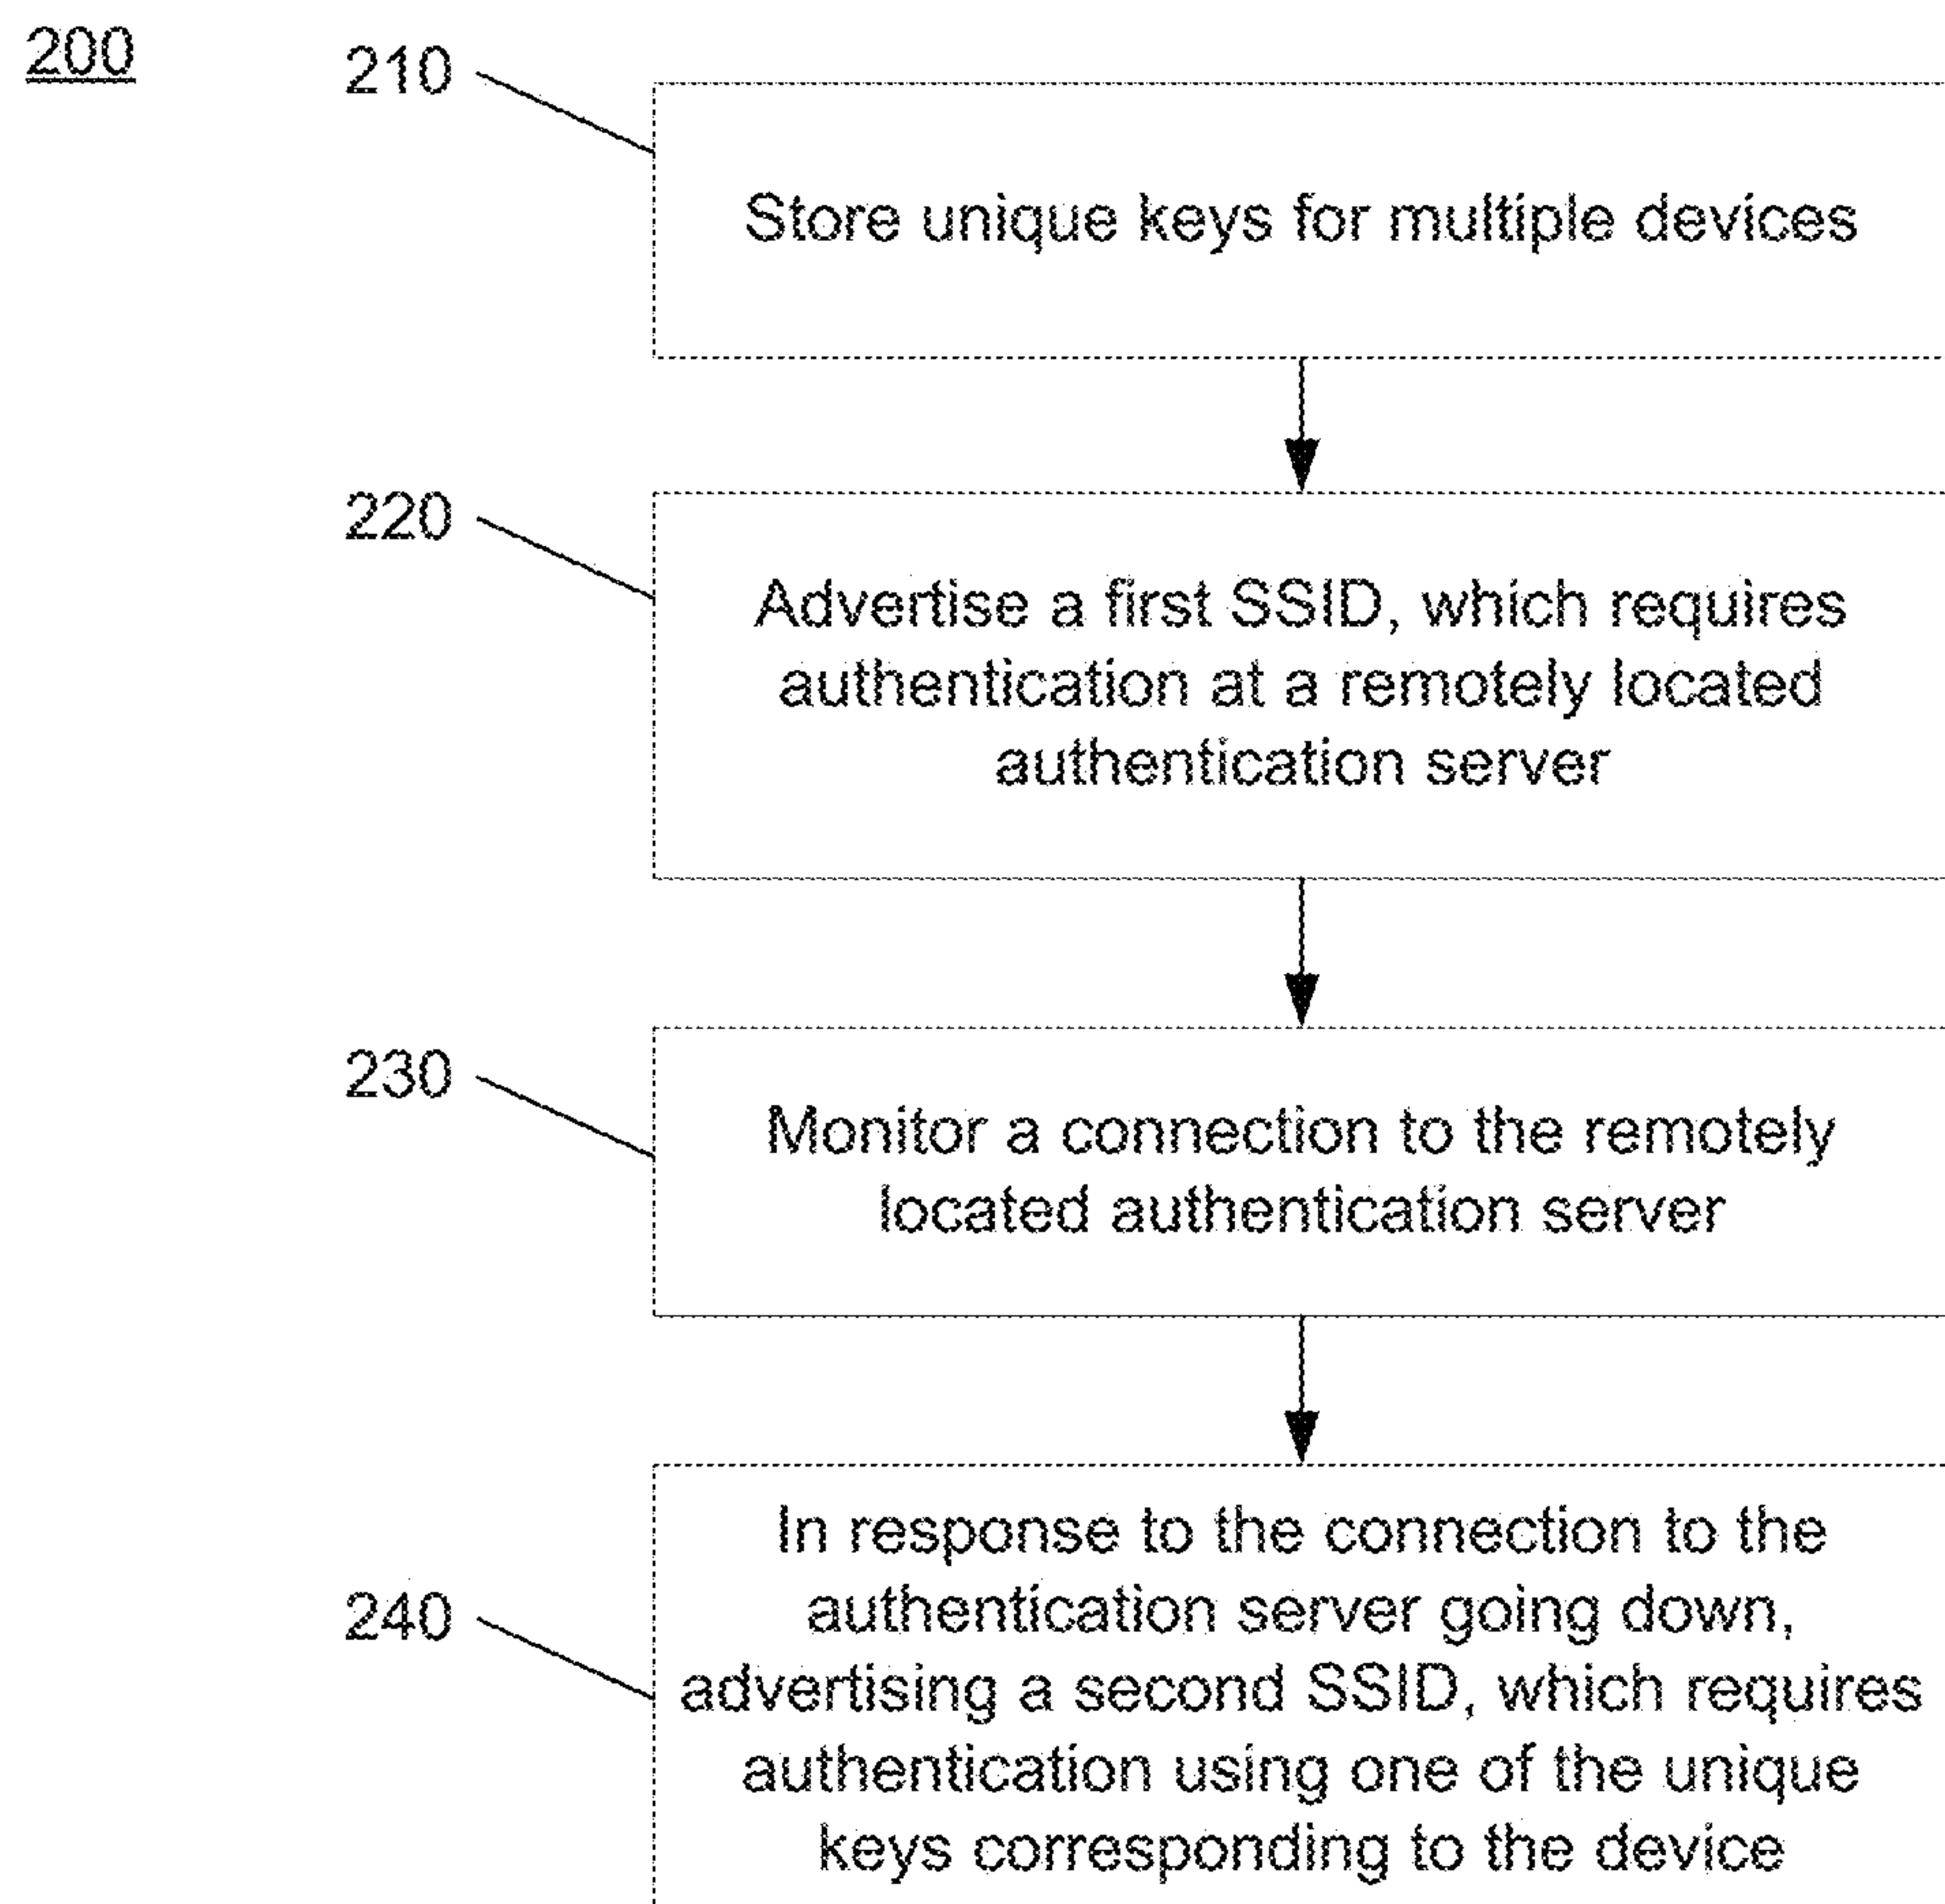 200
210
Store unique keys for multiple devices
220
Advertise a first SSID, which requires
authentication at a remotely located
authentication server
230
Monitor a connection to the remotely
located authentication server
240
In response to the connection to the
authentication server going down,
advertising a second SSID, which requires
authentication using one of the unique
keys corresponding to the device